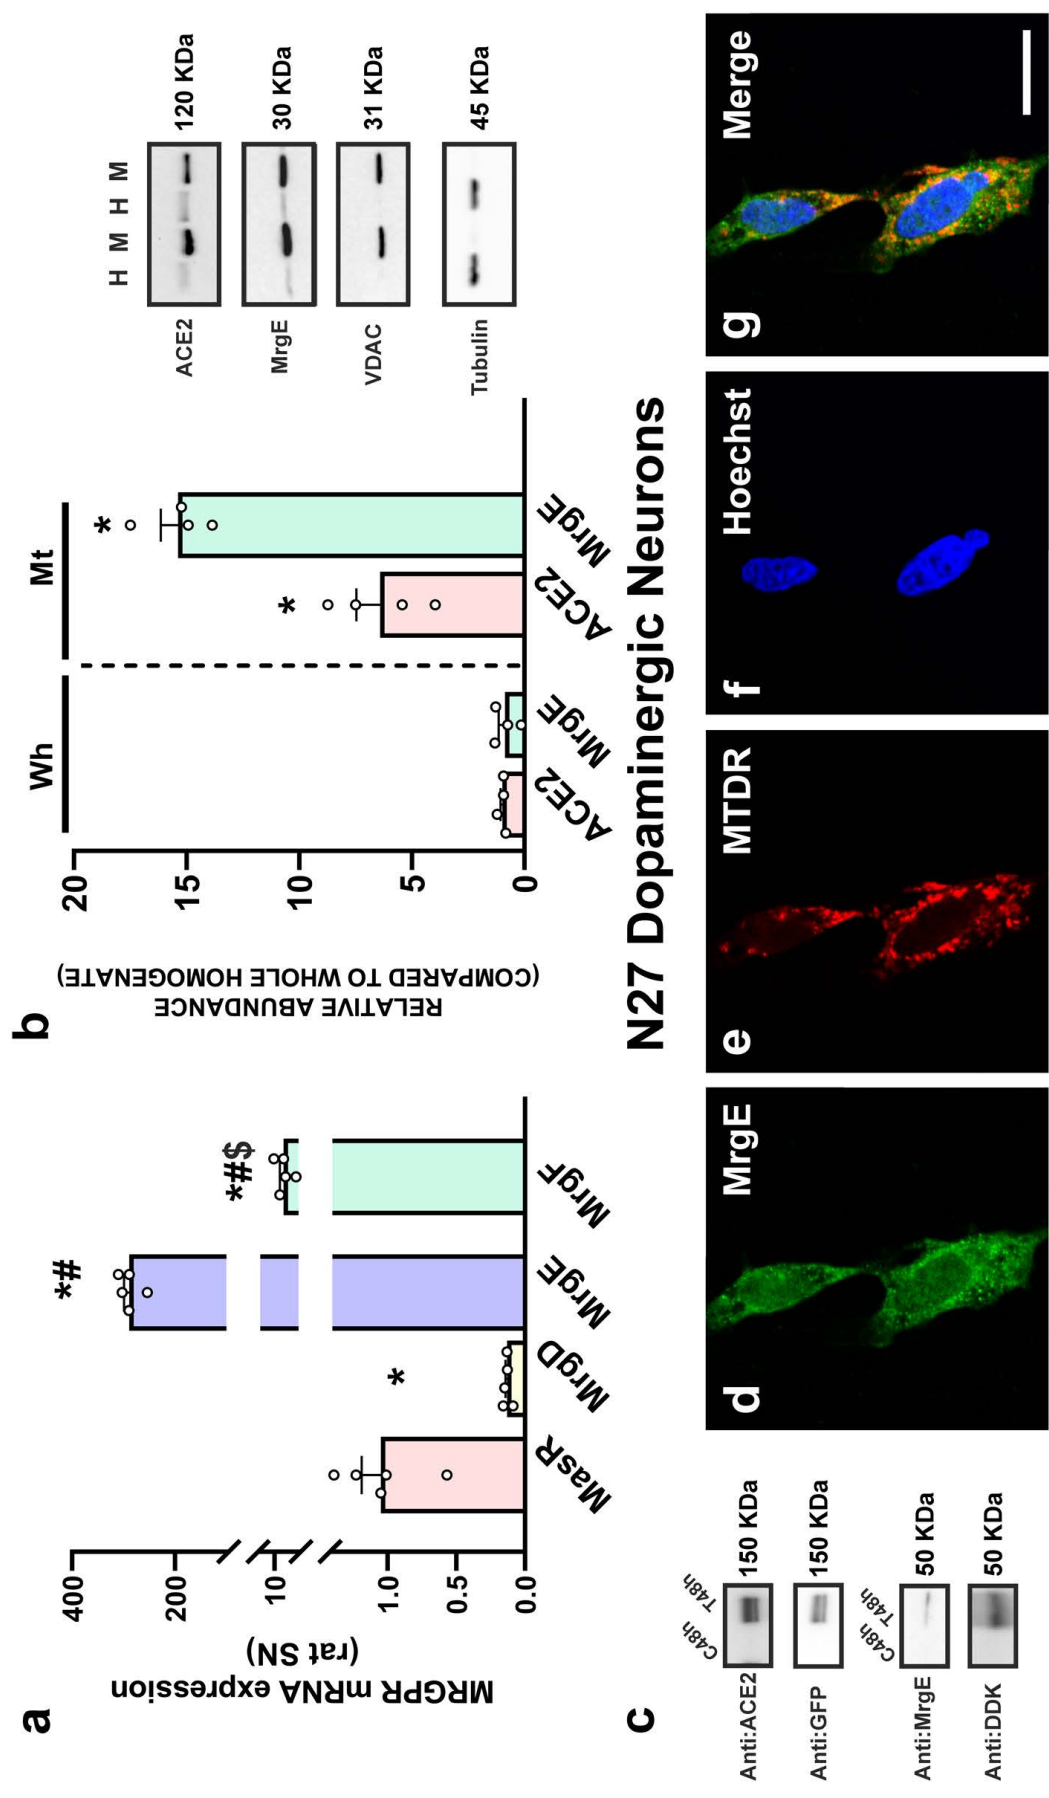 a
MRGPR mRNA expression
(rat SN)
400
200
10
1.0
0.5
0.0
*
*#
*#$
MasR
MrgD
MrgE
MrgF
b
RELATIVE ABUNDANCE
(COMPARED TO WHOLE HOMOGENATE)
20
15
10
5
0
Wh
Mt
*
*
ACE2
MrgE
ACE2
MrgE
H M H M
ACE2 120 KDa
MrgE 30 KDa
VDAC 31 KDa
Tubulin 45 KDa
c
C48h T48h
Anti:ACE2 150 KDa
Anti:GFP 150 KDa
C48h T48h
Anti:MrgE 50 KDa
Anti:DDK 50 KDa
N27 Dopaminergic Neurons
d MrgE
e MTDR
f Hoechst
g Merge